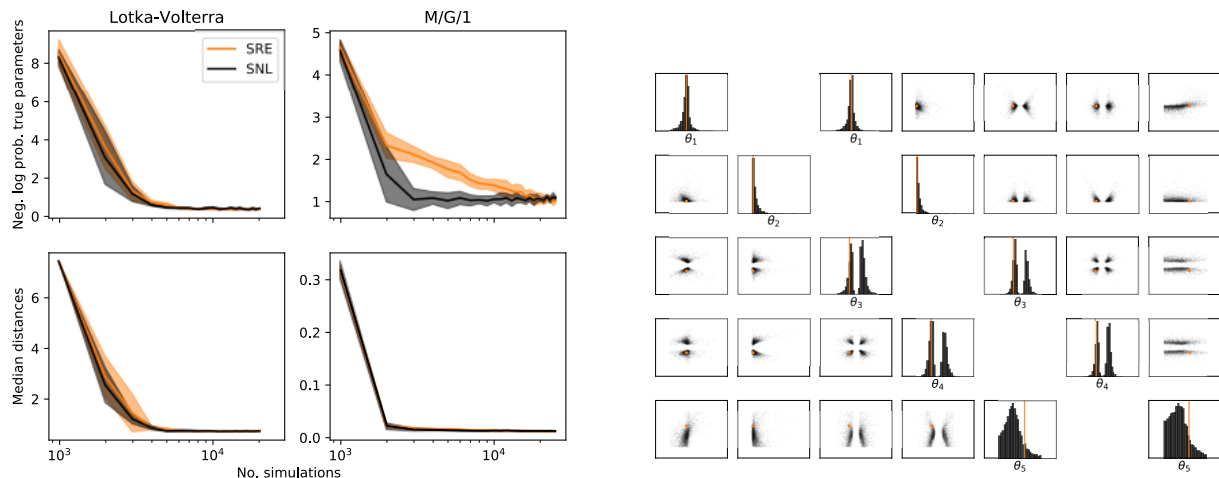 Lotka-Volterra
M/G/1
Neg. log prob. true parameters
8
6
4
2
0
SRE
SNL
5
4
3
2
1
Median distances
6
4
2
10³
10⁴
0.3
0.2
0.1
0.0
10³
10⁴
No. simulations
θ₁
θ₁
θ₂
θ₂
θ₃
θ₃
θ₄
θ₄
θ₅
θ₅